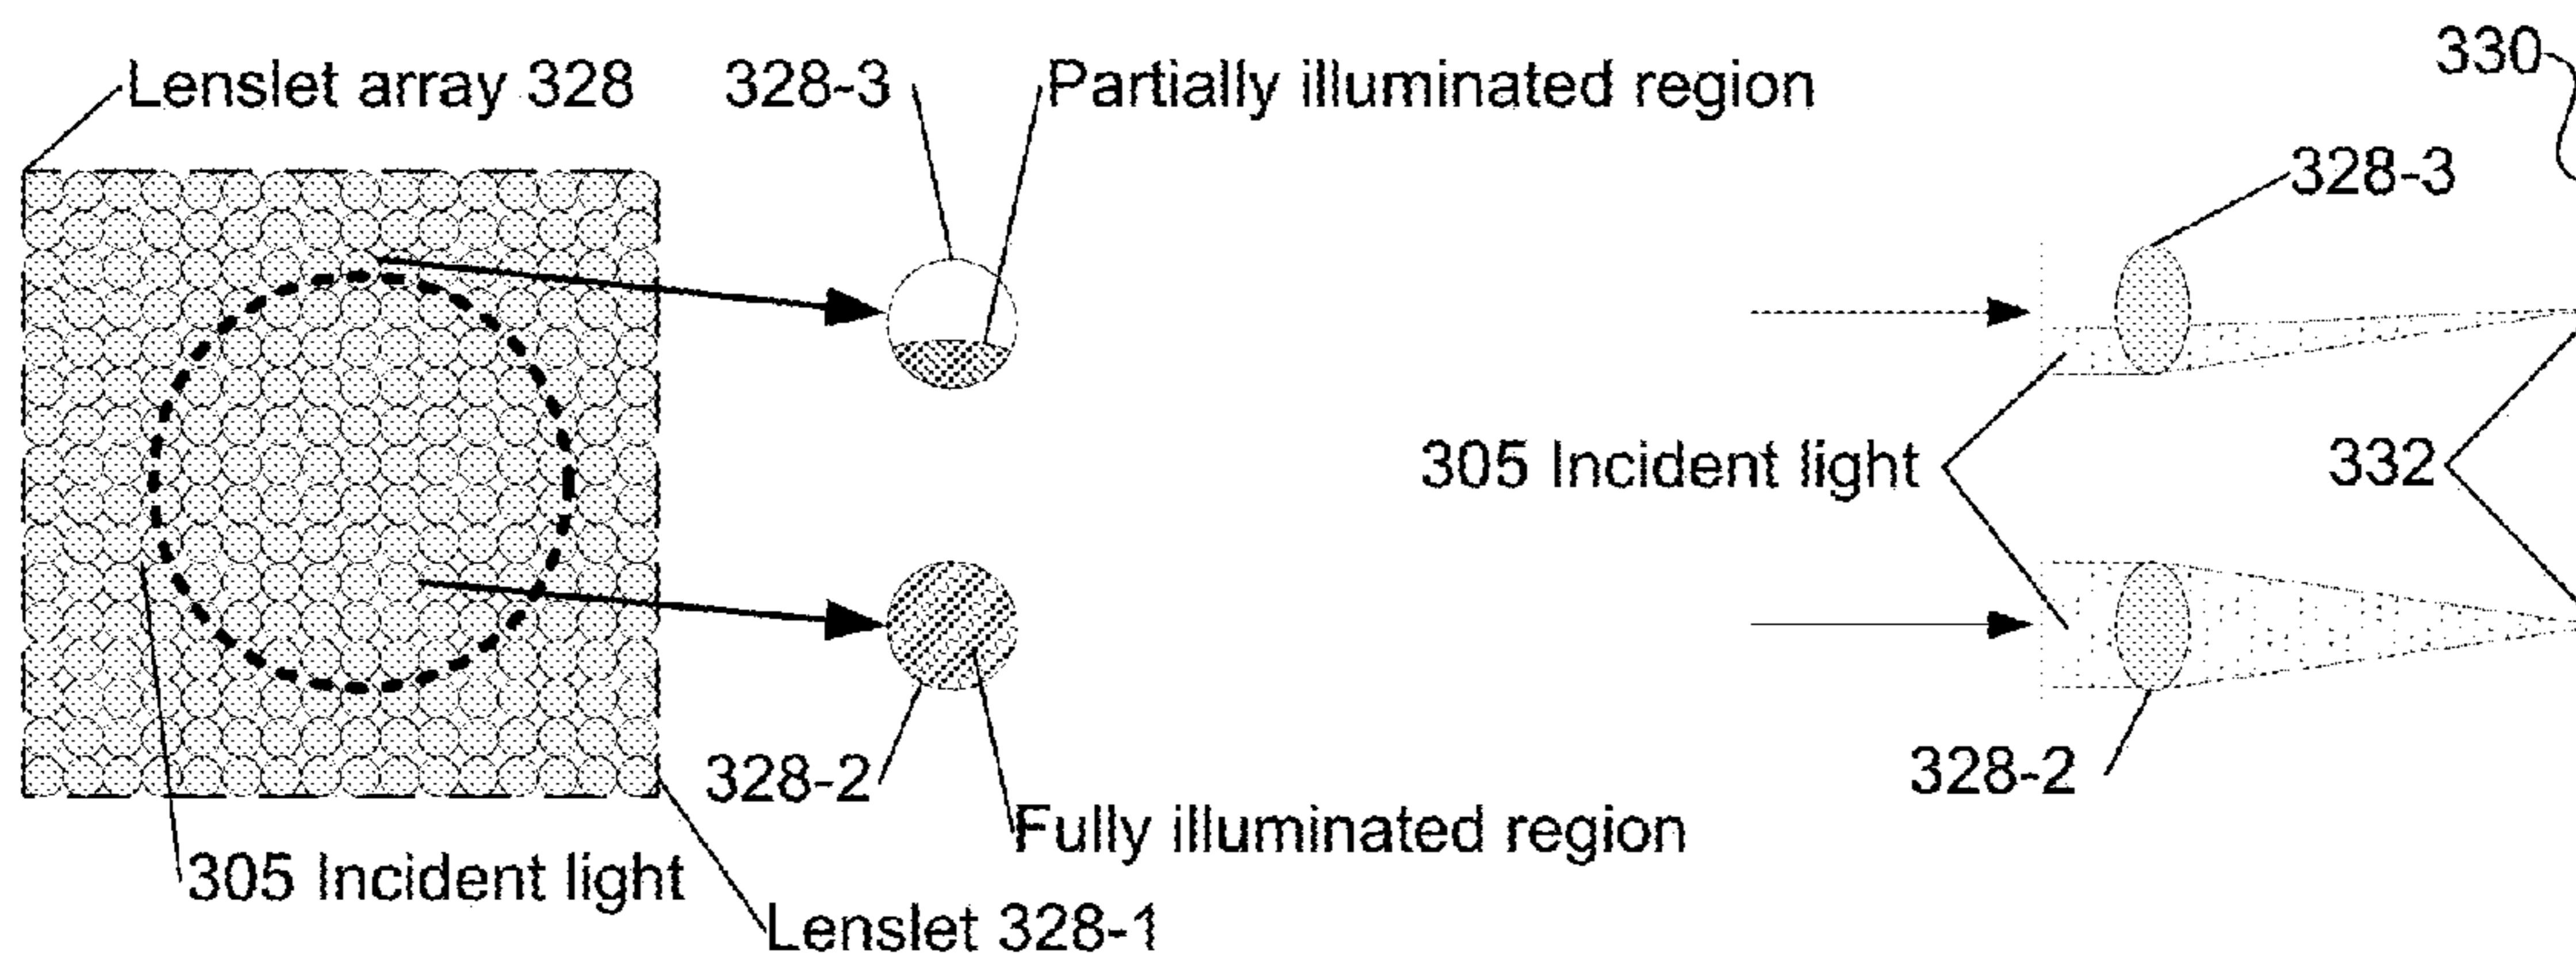 330
Lenslet array 328
328-3
Partially illuminated region
328-3
305 Incident light
332
328-2
328-2
Fully illuminated region
305 Incident light
Lenslet 328-1